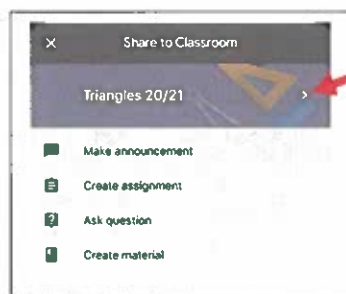 Share to Classroom
Triangles 20/21
Make announcement
Create assignment
Ask question
Create material